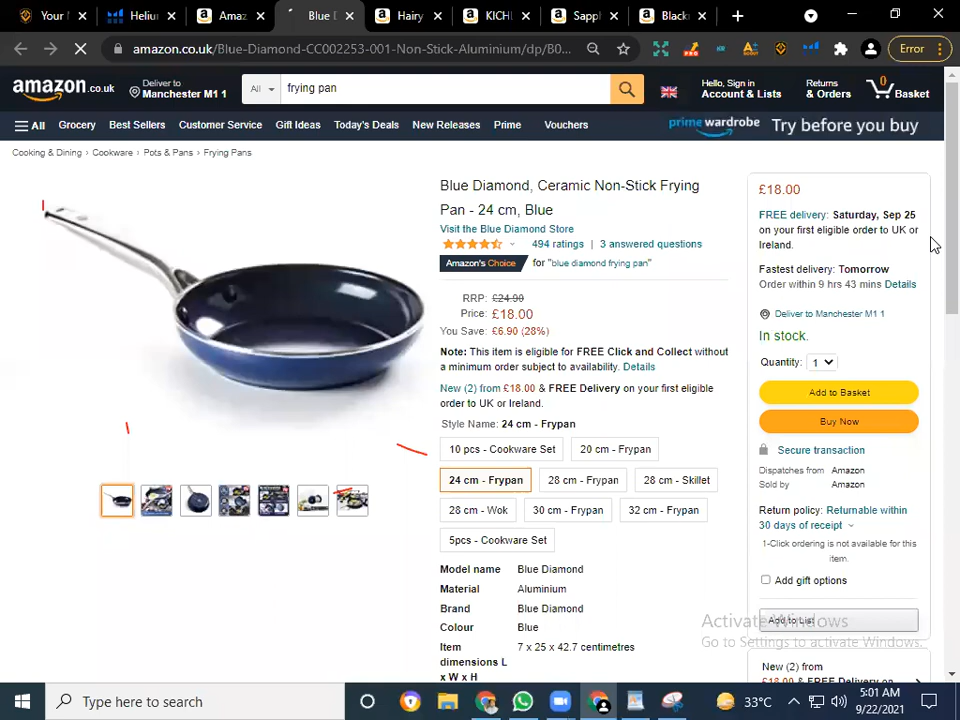 Your N
Heliu
Amaz
Blue D
Hairy
KICHL
Sapph
Black
amazon.co.uk/Blue-Diamond-CC002253-001-Non-Stick-Aluminium/dp/B0...
Error
amazon.co.uk
Deliver to
Manchester M1 1
All
frying pan
Hello, Sign in
Account & Lists
Returns
& Orders
0
Basket
All
Grocery
Best Sellers
Customer Service
Gift Ideas
Today's Deals
New Releases
Prime
Vouchers
prime wardrobe
Try before you buy
Cooking & Dining › Cookware › Pots & Pans › Frying Pans
Blue Diamond, Ceramic Non-Stick Frying
Pan - 24 cm, Blue
Visit the Blue Diamond Store
494 ratings | 3 answered questions
Amazon's Choice for "blue diamond frying pan"
RRP: £24.90
Price: £18.00
You Save: £6.90 (28%)
Note: This item is eligible for FREE Click and Collect without
a minimum order subject to availability. Details
New (2) from £18.00 & FREE Delivery on your first eligible
order to UK or Ireland.
Style Name: 24 cm - Frypan
10 pcs - Cookware Set
20 cm - Frypan
24 cm - Frypan
28 cm - Frypan
28 cm - Skillet
28 cm - Wok
30 cm - Frypan
32 cm - Frypan
5pcs - Cookware Set
Model name Blue Diamond
Material Aluminium
Brand Blue Diamond
Colour Blue
Item 7 x 25 x 42.7 centimetres
dimensions L
x W x H
£18.00
FREE delivery: Saturday, Sep 25
on your first eligible order to UK or
Ireland.
Fastest delivery: Tomorrow
Order within 9 hrs 43 mins Details
Deliver to Manchester M1 1
In stock.
Quantity: 1
Add to Basket
Buy Now
Secure transaction
Dispatches from Amazon
Sold by Amazon
Return policy: Returnable within
30 days of receipt
1-Click ordering is not available for this
item.
Add gift options
Add to List
Activate Windows
Go to Settings to activate Windows.
New (2) from
£18.00 & FREE Delivery on your
Type here to search
33°C
5:01 AM
9/22/2021